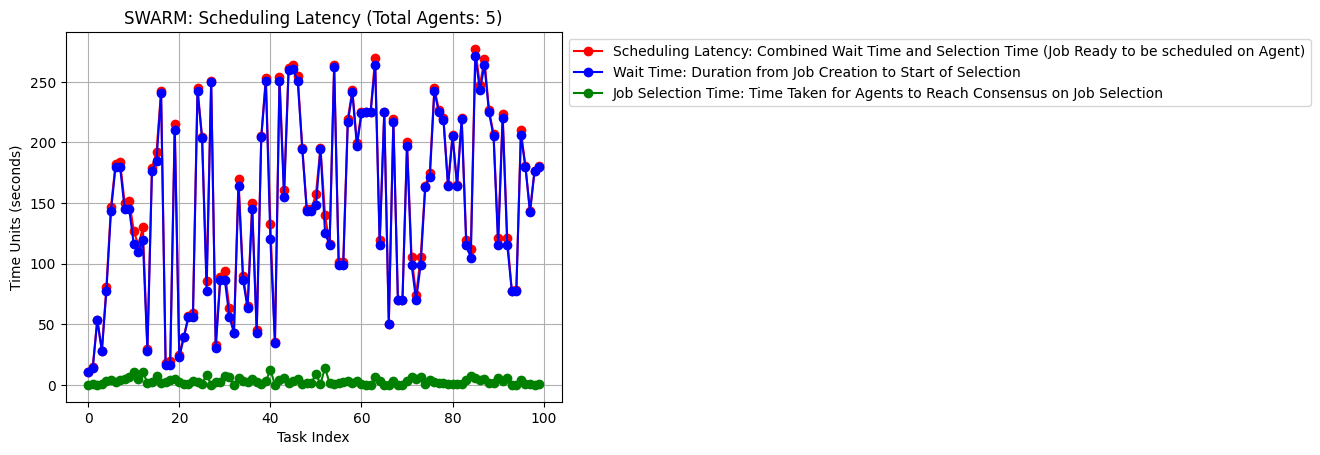 SWARM: Scheduling Latency (Total Agents: 5)
Scheduling Latency: Combined Wait Time and Selection Time (Job Ready to be scheduled on Agent)
Wait Time: Duration from Job Creation to Start of Selection
Job Selection Time: Time Taken for Agents to Reach Consensus on Job Selection
Time Units (seconds)
250
200
150
100
50
0
0 20 40 60 80 100
Task Index